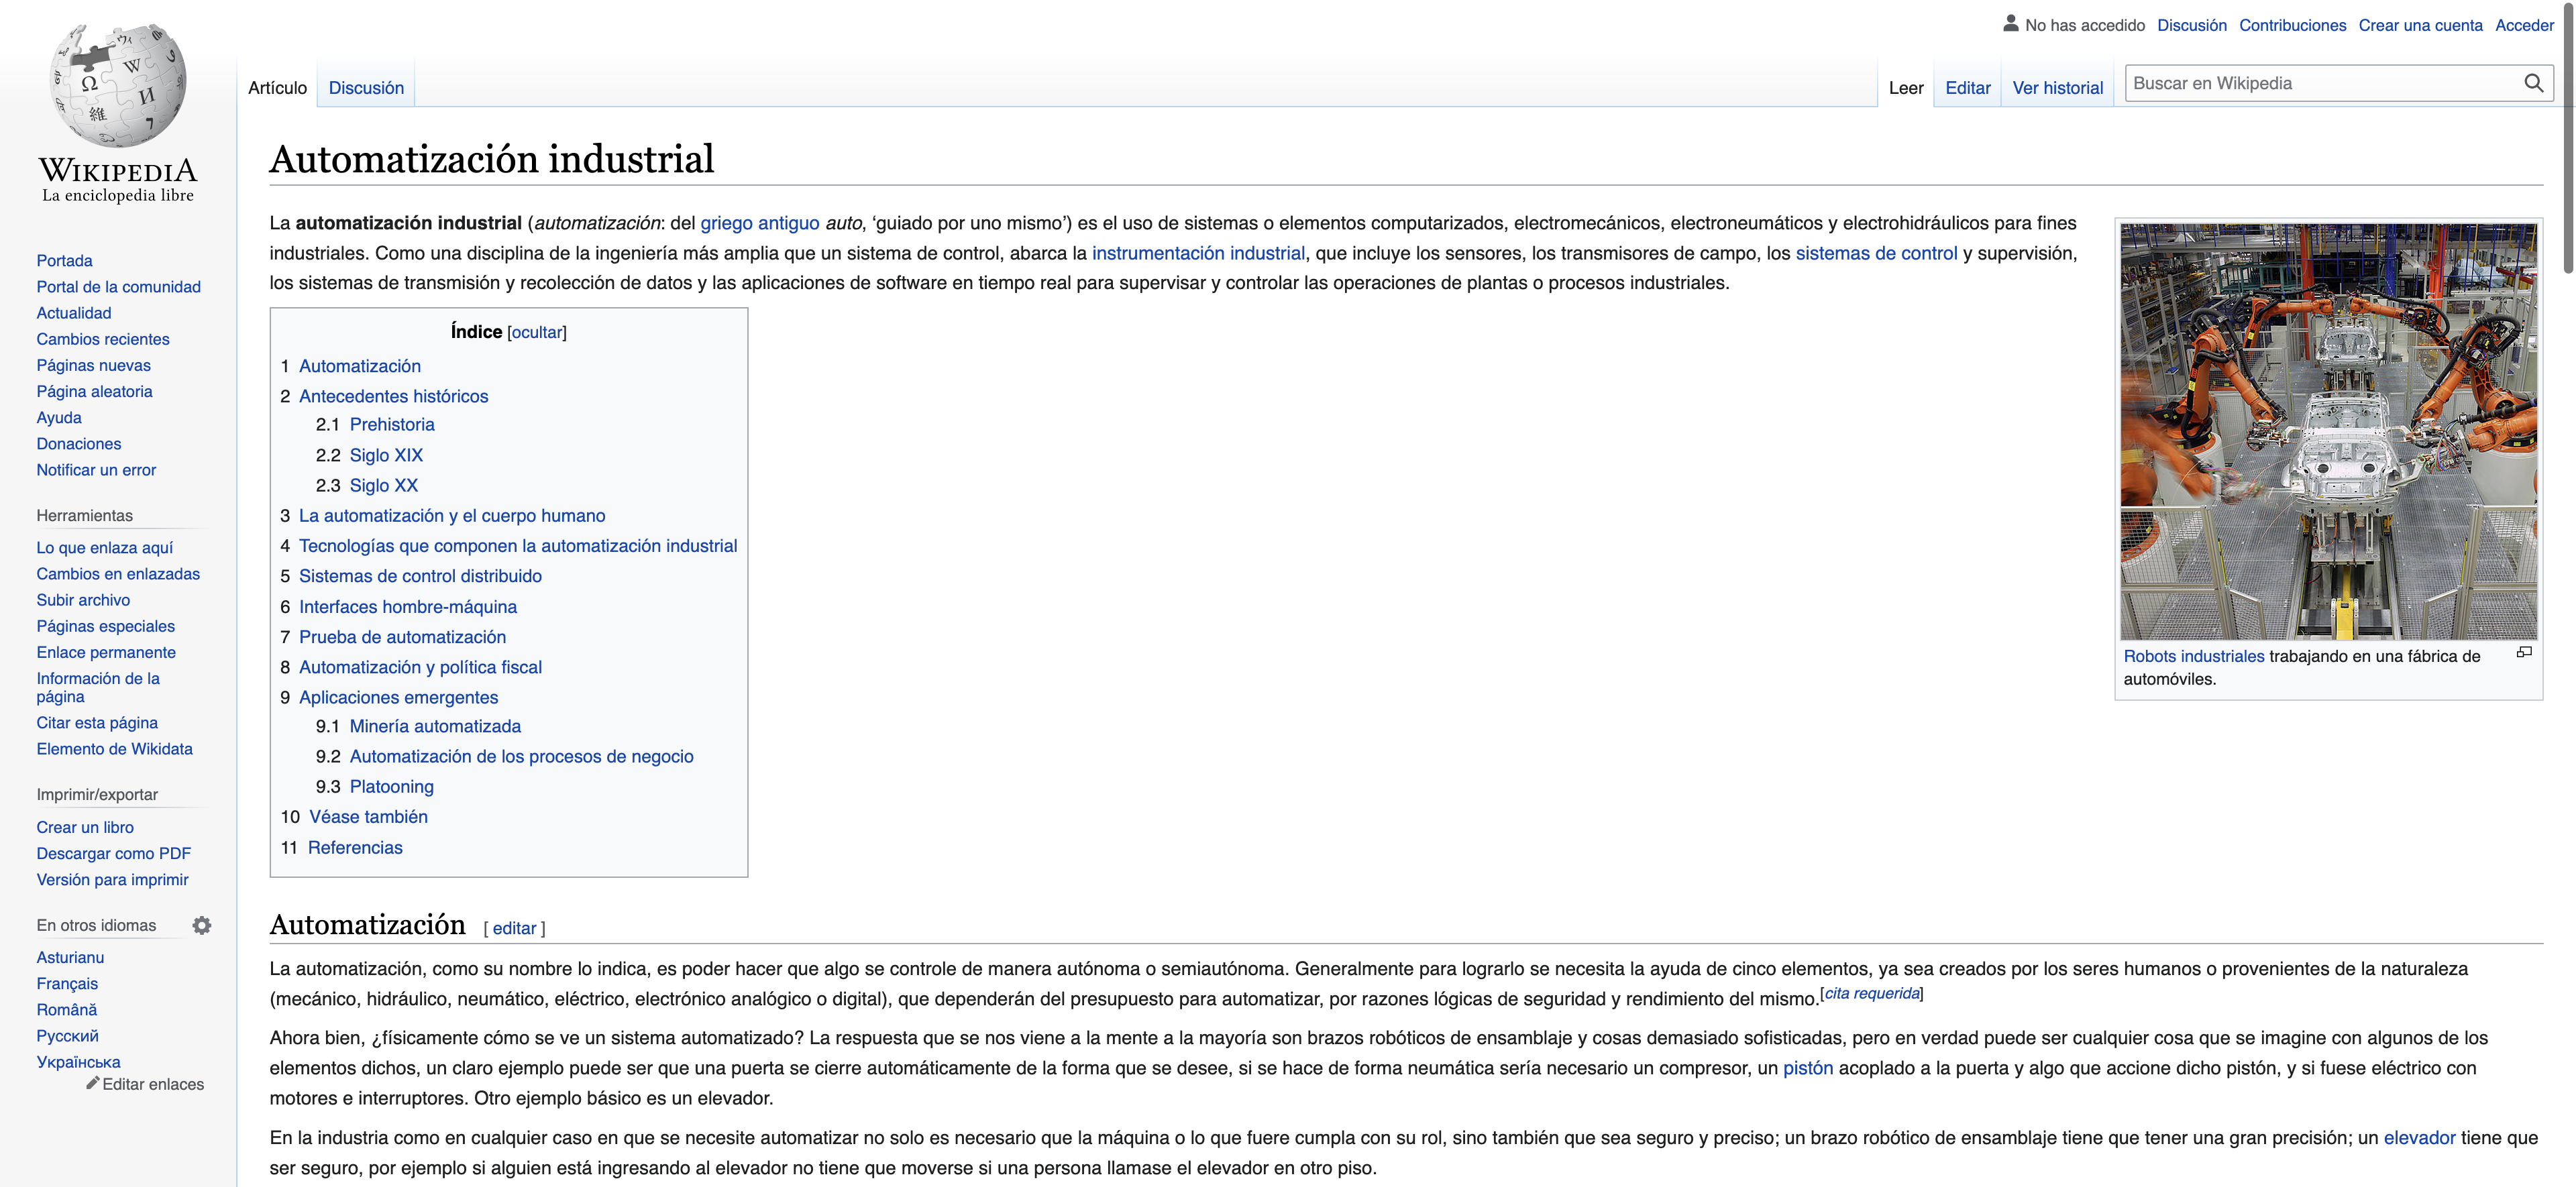 WIKIPEDIA
La enciclopedia libre
Portada
Portal de la comunidad
Actualidad
Cambios recientes
Páginas nuevas
Página aleatoria
Ayuda
Donaciones
Notificar un error
Herramientas
Lo que enlaza aquí
Cambios en enlazadas
Subir archivo
Páginas especiales
Enlace permanente
Información de la
página
Citar esta página
Elemento de Wikidata
Imprimir/exportar
Crear un libro
Descargar como PDF
Versión para imprimir
En otros idiomas
Asturianu
Français
Română
Русский
Українська
Editar enlaces
No has accedido Discusión Contribuciones Crear una cuenta Acceder
Artículo Discusión Leer Editar Ver historial Buscar en Wikipedia
Automatización industrial
La automatización industrial (automatización: del griego antiguo auto, ‘guiado por uno mismo’) es el uso de sistemas o elementos computarizados, electromecánicos, electroneumáticos y electrohidráulicos para fines
industriales. Como una disciplina de la ingeniería más amplia que un sistema de control, abarca la instrumentación industrial, que incluye los sensores, los transmisores de campo, los sistemas de control y supervisión,
los sistemas de transmisión y recolección de datos y las aplicaciones de software en tiempo real para supervisar y controlar las operaciones de plantas o procesos industriales.
Robots industriales trabajando en una fábrica de
automóviles.
Índice [ocultar]
1 Automatización
2 Antecedentes históricos
2.1 Prehistoria
2.2 Siglo XIX
2.3 Siglo XX
3 La automatización y el cuerpo humano
4 Tecnologías que componen la automatización industrial
5 Sistemas de control distribuido
6 Interfaces hombre-máquina
7 Prueba de automatización
8 Automatización y política fiscal
9 Aplicaciones emergentes
9.1 Minería automatizada
9.2 Automatización de los procesos de negocio
9.3 Platooning
10 Véase también
11 Referencias
Automatización [ editar ]
La automatización, como su nombre lo indica, es poder hacer que algo se controle de manera autónoma o semiautónoma. Generalmente para lograrlo se necesita la ayuda de cinco elementos, ya sea creados por los seres humanos o provenientes de la naturaleza
(mecánico, hidráulico, neumático, eléctrico, electrónico analógico o digital), que dependerán del presupuesto para automatizar, por razones lógicas de seguridad y rendimiento del mismo.[cita requerida]
Ahora bien, ¿físicamente cómo se ve un sistema automatizado? La respuesta que se nos viene a la mente a la mayoría son brazos robóticos de ensamblaje y cosas demasiado sofisticadas, pero en verdad puede ser cualquier cosa que se imagine con algunos de los
elementos dichos, un claro ejemplo puede ser que una puerta se cierre automáticamente de la forma que se desee, si se hace de forma neumática sería necesario un compresor, un pistón acoplado a la puerta y algo que accione dicho pistón, y si fuese eléctrico con
motores e interruptores. Otro ejemplo básico es un elevador.
En la industria como en cualquier caso en que se necesite automatizar no solo es necesario que la máquina o lo que fuere cumpla con su rol, sino también que sea seguro y preciso; un brazo robótico de ensamblaje tiene que tener una gran precisión; un elevador tiene que
ser seguro, por ejemplo si alguien está ingresando al elevador no tiene que moverse si una persona llamase el elevador en otro piso.